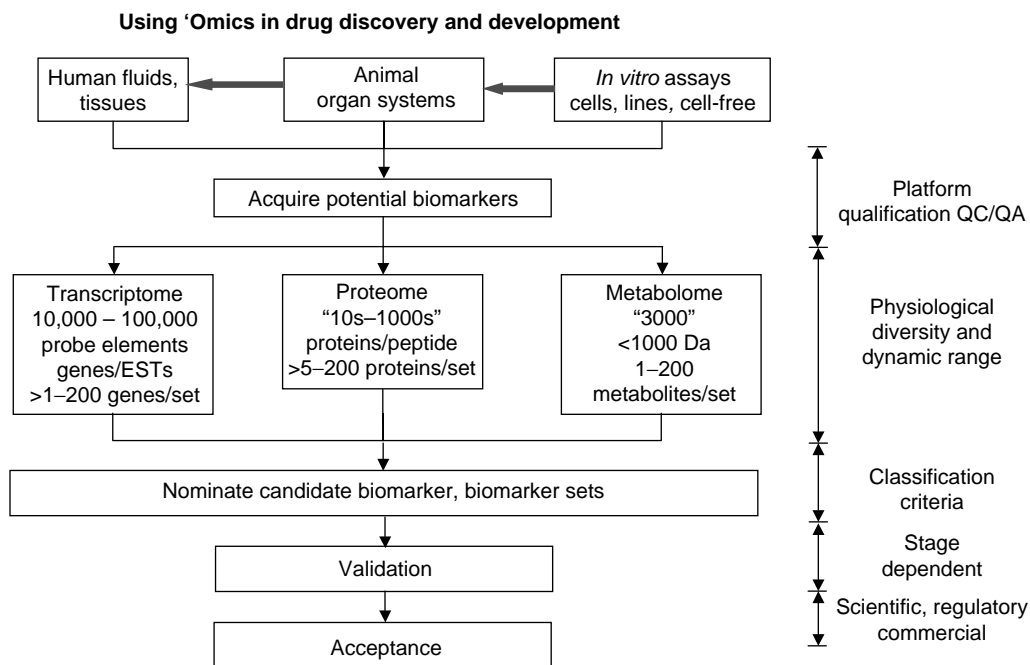 Using ‘Omics in drug discovery and development
Human fluids,
tissues
Animal
organ systems
In vitro assays
cells, lines, cell-free
Acquire potential biomarkers
Platform
qualification QC/QA
Transcriptome
10,000 – 100,000
probe elements
genes/ESTs
>1–200 genes/set
Proteome
“10s–1000s”
proteins/peptide
>5–200 proteins/set
Metabolome
“3000”
<1000 Da
1–200
metabolites/set
Physiological
diversity and
dynamic range
Nominate candidate biomarker, biomarker sets
Classification
criteria
Validation
Stage
dependent
Acceptance
Scientific, regulatory
commercial